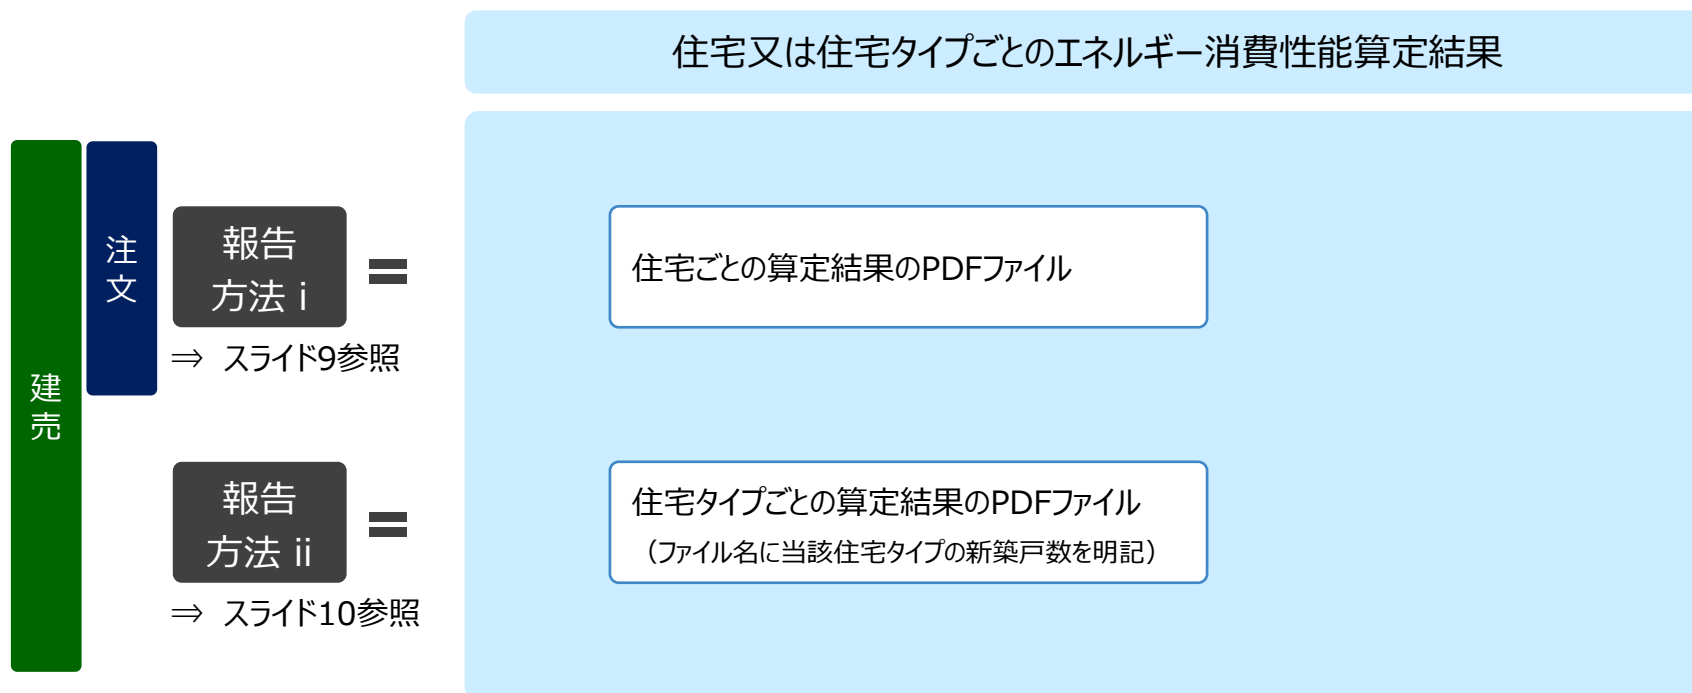 住宅又は住宅タイプごとのエネルギー消費性能算定結果
建売
注文
報告
方法 i
＝
住宅ごとの算定結果のPDFファイル
⇒ スライド9参照
報告
方法 ii
＝
住宅タイプごとの算定結果のPDFファイル
（ファイル名に当該住宅タイプの新築戸数を明記）
⇒ スライド10参照